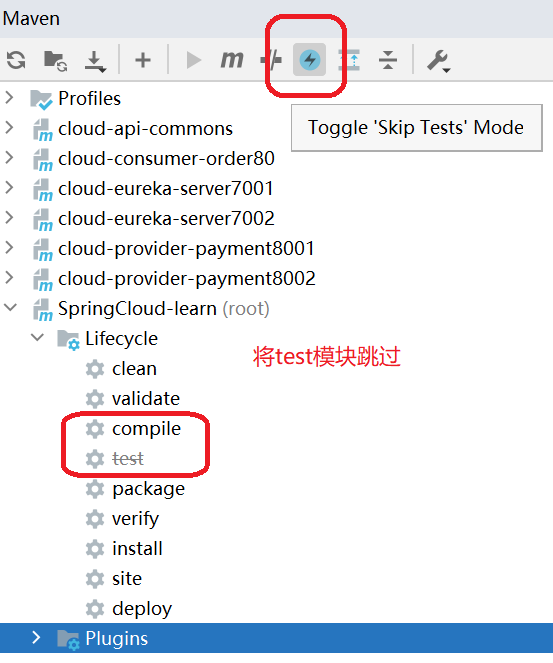 Maven
Toggle 'Skip Tests' Mode
Profiles
cloud-api-commons
cloud-consumer-order80
cloud-eureka-server7001
cloud-eureka-server7002
cloud-provider-payment8001
cloud-provider-payment8002
SpringCloud-learn (root)
Lifecycle
将test模块跳过
clean
validate
compile
test
package
verify
install
site
deploy
Plugins